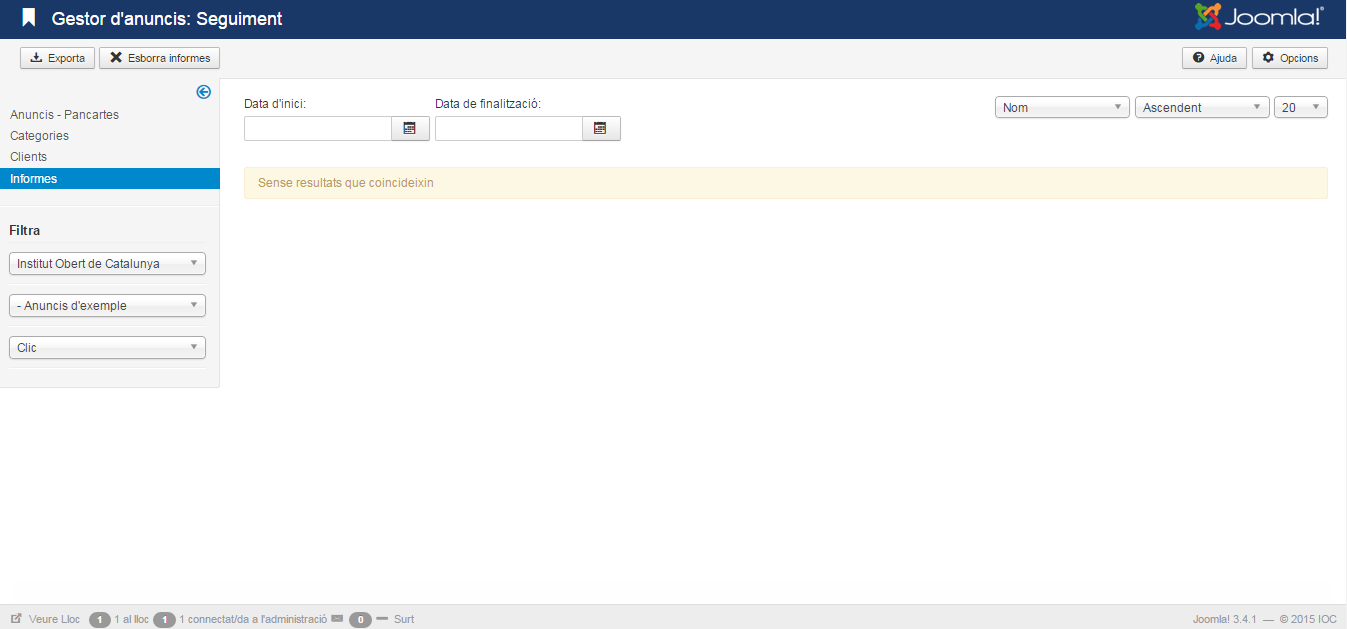 Gestor d'anuncis: Seguiment
Joomla!®
Exporta
Esborra informes
Ajuda
Opcions
Anuncis - Pancartes
Categories
Clients
Informes
Filtra
Institut Obert de Catalunya
- Anuncis d'exemple
Clic
Data d'inici:
Data de finalització:
Nom
Ascendent
20
Sense resultats que coincideixin
Veure Lloc 1 1 al lloc 1 1 connectat/da a l'administració 0 Surt
Joomla! 3.4.1 — © 2015 IOC